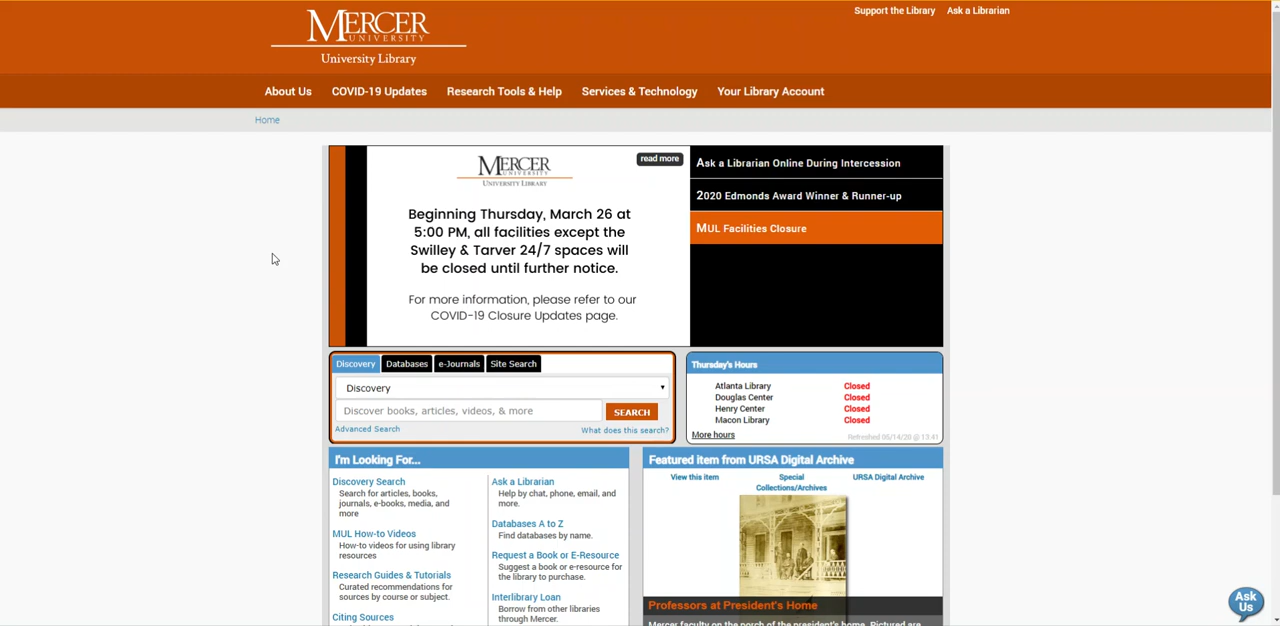 MERCER
UNIVERSITY
University Library
Support the Library
Ask a Librarian
About Us
COVID-19 Updates
Research Tools & Help
Services & Technology
Your Library Account
Home
MERCER
UNIVERSITY LIBRARY
read more
Beginning Thursday, March 26 at
5:00 PM, all facilities except the
Swilley & Tarver 24/7 spaces will
be closed until further notice.
For more information, please refer to our
COVID-19 Closure Updates page.
Ask a Librarian Online During Intercession
2020 Edmonds Award Winner & Runner-up
MUL Facilities Closure
Discovery
Databases
e-Journals
Site Search
Discovery
Discover books, articles, videos, & more
SEARCH
Advanced Search
What does this search?
Thursday's Hours
Atlanta Library Closed
Douglas Center Closed
Henry Center Closed
Macon Library Closed
More hours
Refreshed 05/14/20 @ 13:41
I'm Looking For...
Discovery Search
Search for articles, books,
journals, e-books, media, and
more
MUL How-to Videos
How-to videos for using library
resources
Research Guides & Tutorials
Curated recommendations for
sources by course or subject.
Citing Sources
Ask a Librarian
Help by chat, phone, email, and
more.
Databases A to Z
Find databases by name.
Request a Book or E-Resource
Suggest a book or e-resource for
the library to purchase.
Interlibrary Loan
Borrow from other libraries
through Mercer.
Featured item from URSA Digital Archive
View this item
Special
Collections/Archives
URSA Digital Archive
Professors at President's Home
Mercer faculty on the porch of the president's home. Pictured are
Ask
Us